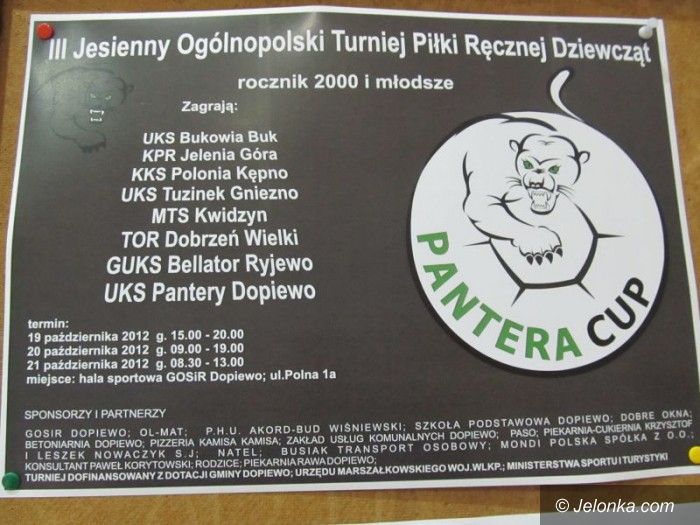 III Jesienny Ogólnopolski Turniej Piłki Ręcznej Dziewcząt
rocznik 2000 i młodsze
Zagrają:
UKS Bukowia Buk
KPR Jelenia Góra
KKS Polonia Kępno
UKS Tuzinek Gniezno
MTS Kwidzyn
TOR Dobrzeń Wielki
GUKS Bellator Ryjewo
UKS Pantery Dopiewo
PANTERA CUP
termin:
19 października 2012 g. 15.00 - 20.00
20 października 2012 g. 09.00 - 19.00
21 października 2012 g. 08.30 - 13.00
miejsce: hala sportowa GOSiR Dopiewo; ul.Polna 1a
SPONSORZY I PARTNERZY
GOSIR DOPIEWO; OL-MAT; P.H.U. AKORD-BUD WIŚNIEWSKI; SZKOŁA PODSTAWOWA DOPIEWO; DOBRE OKNA;
BETONIARNIA DOPIEWO; PIZZERIA KAMISA KAMISA; ZAKŁAD USŁUG KOMUNALNYCH DOPIEWO; PASO; PIEKARNIA-CUKIERNIA KRZYSZTOF
I LESZEK NOWACZYK S.J; NATEL; BUSIAK TRANSPORT OSOBOWY; MONDI POLSKA SPÓŁKA Z O.O.;
KONSULTANT PAWEŁ KORYTOWSKI; RODZICE; PIEKARNIA RAWA DOPIEWO;
TURNIEJ DOFINANSOWANY Z DOTACJI GMINY DOPIEWO; URZĘDU MARSZAŁKOWSKIEGO WOJ.WLKP.; MINISTERSTWA SPORTU I TURYSTYKI
© Jelonka.com